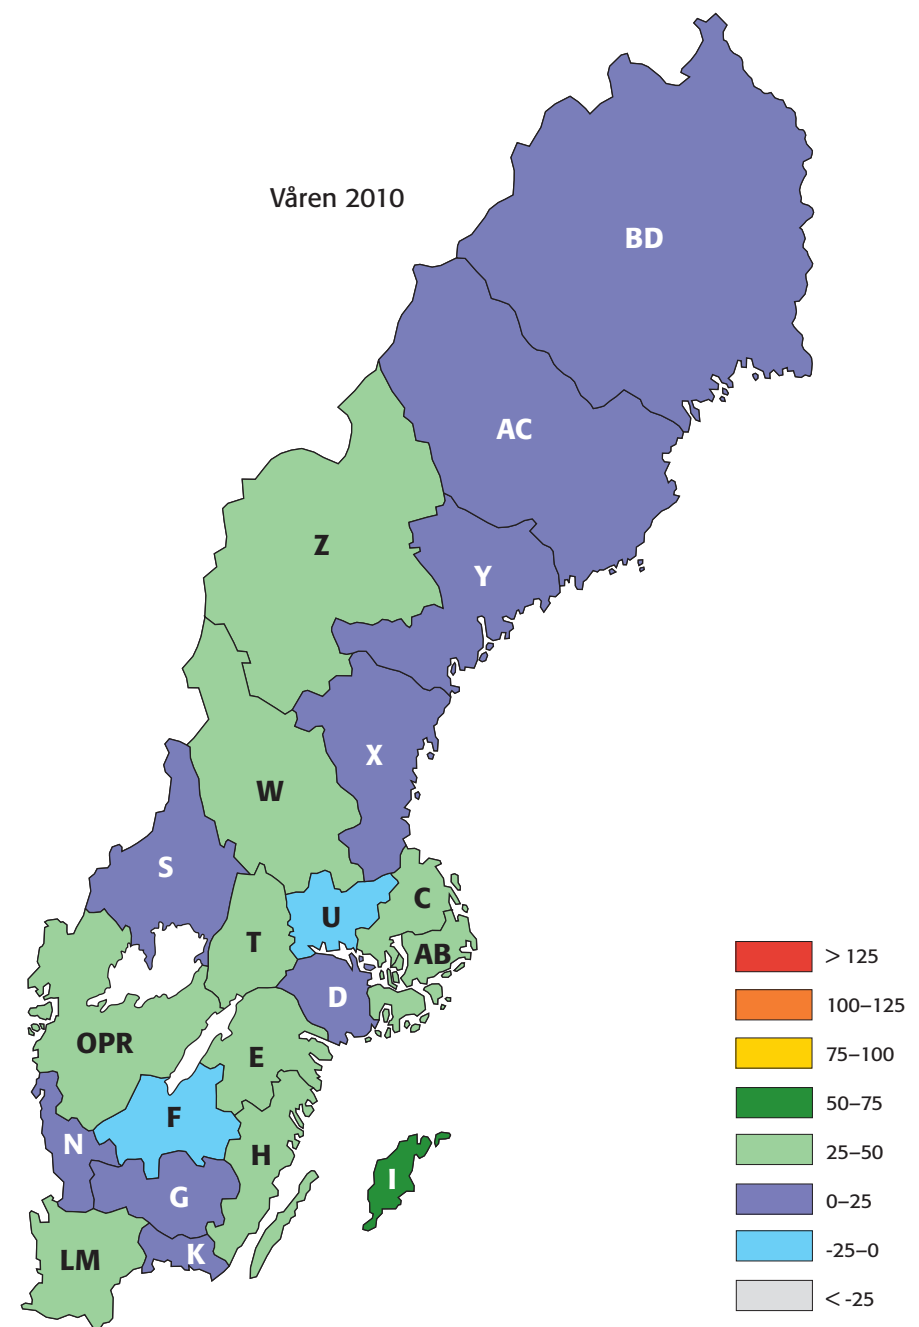 Våren 2010
BD
AC
Z
Y
X
W
S
C
U
T
AB
D
OPR
E
F
N
H
I
G
K
LM
> 125
100–125
75–100
50–75
25–50
0–25
-25–0
< -25